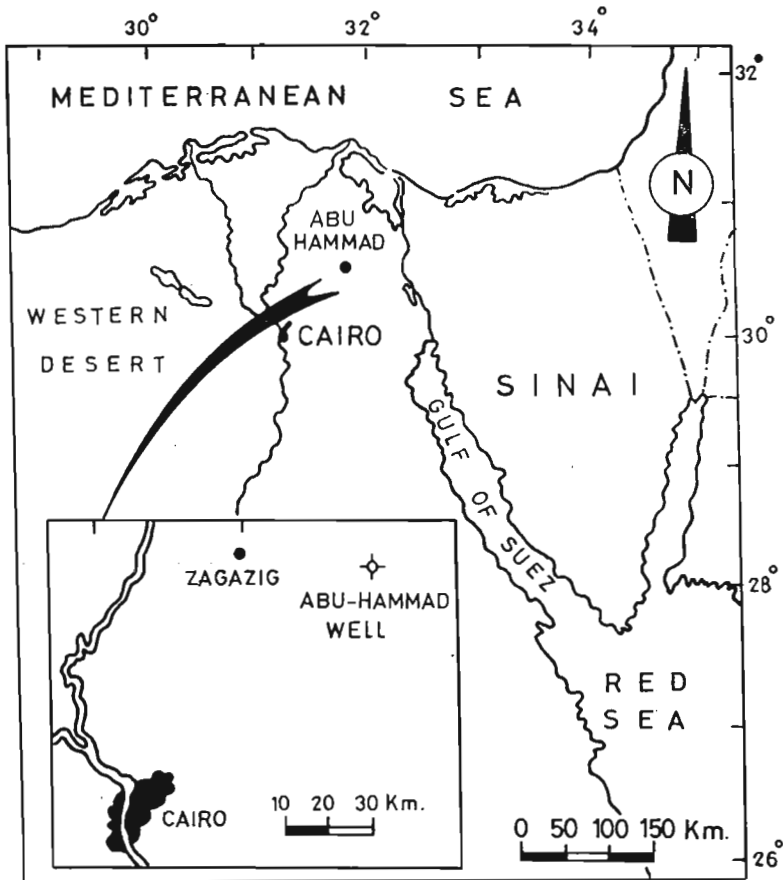 30° 32° 34°
32°
MEDITERRANEAN SEA
N
ABU
HAMMAD
WESTERN
DESERT
CAIRO
30°
SINAI
GULF OF SUEZ
28°
ZAGAZIG
ABU-HAMMAD
WELL
RED
SEA
CAIRO
10 20 30 Km.
0 50 100 150 Km.
26°